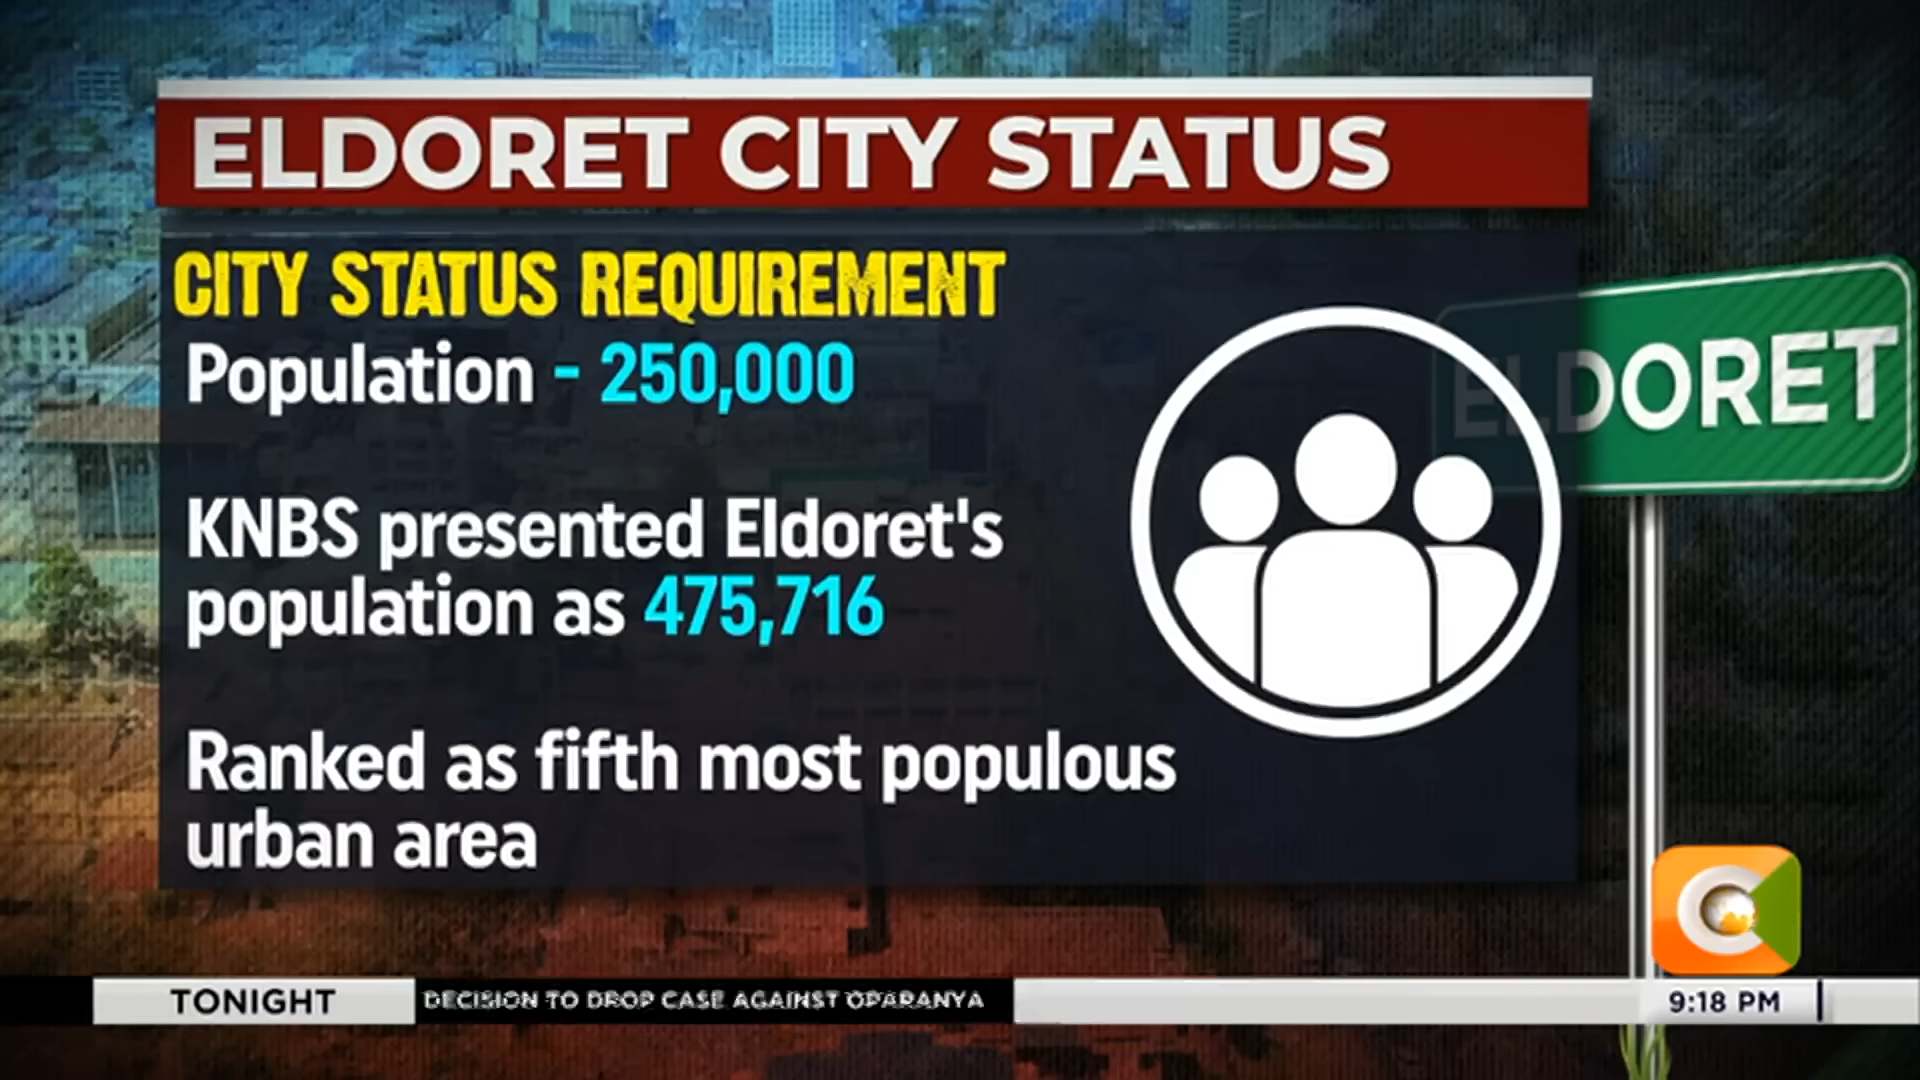 ELDORET CITY STATUS
CITY STATUS REQUIREMENT
Population - 250,000
KNBS presented Eldoret's
population as 475,716
Ranked as fifth most populous
urban area
ELDORET
TONIGHT
DECISION TO DROP CASE AGAINST OPARANYA
9:18 PM